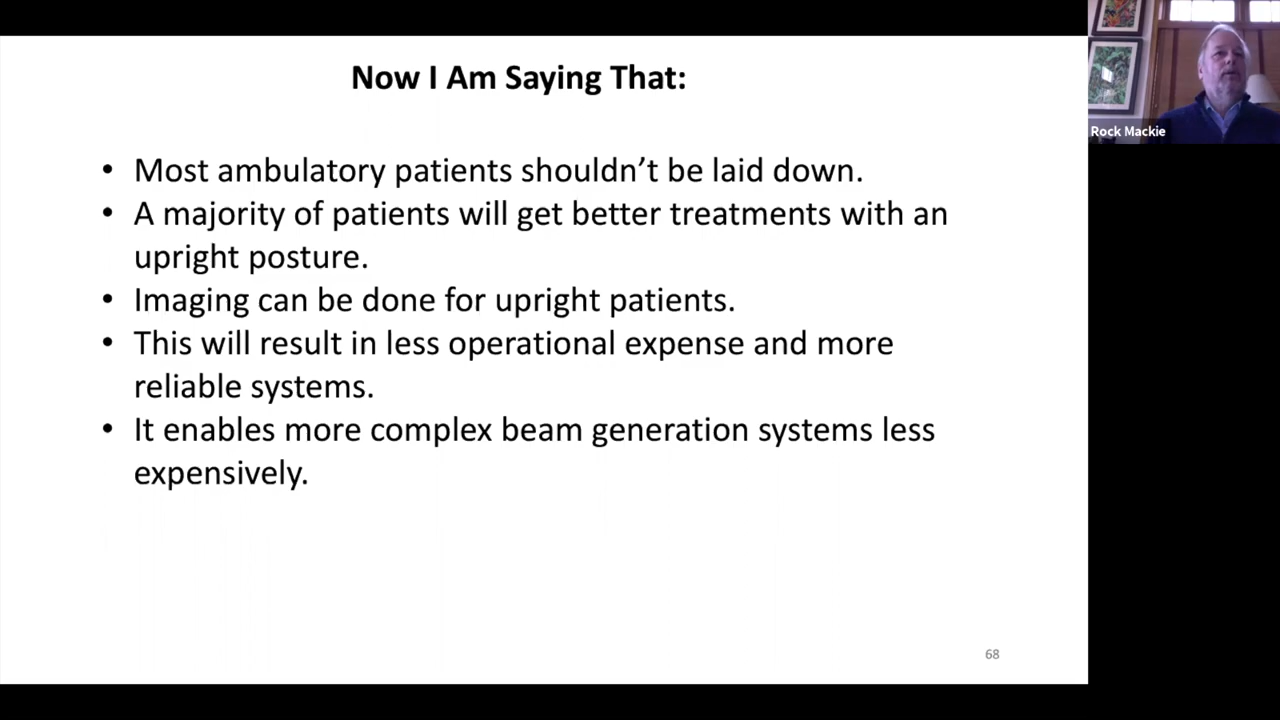 Now I Am Saying That:
• Most ambulatory patients shouldn’t be laid down.
• A majority of patients will get better treatments with an
upright posture.
• Imaging can be done for upright patients.
• This will result in less operational expense and more
reliable systems.
• It enables more complex beam generation systems less
expensively.
68
Rock Mackie